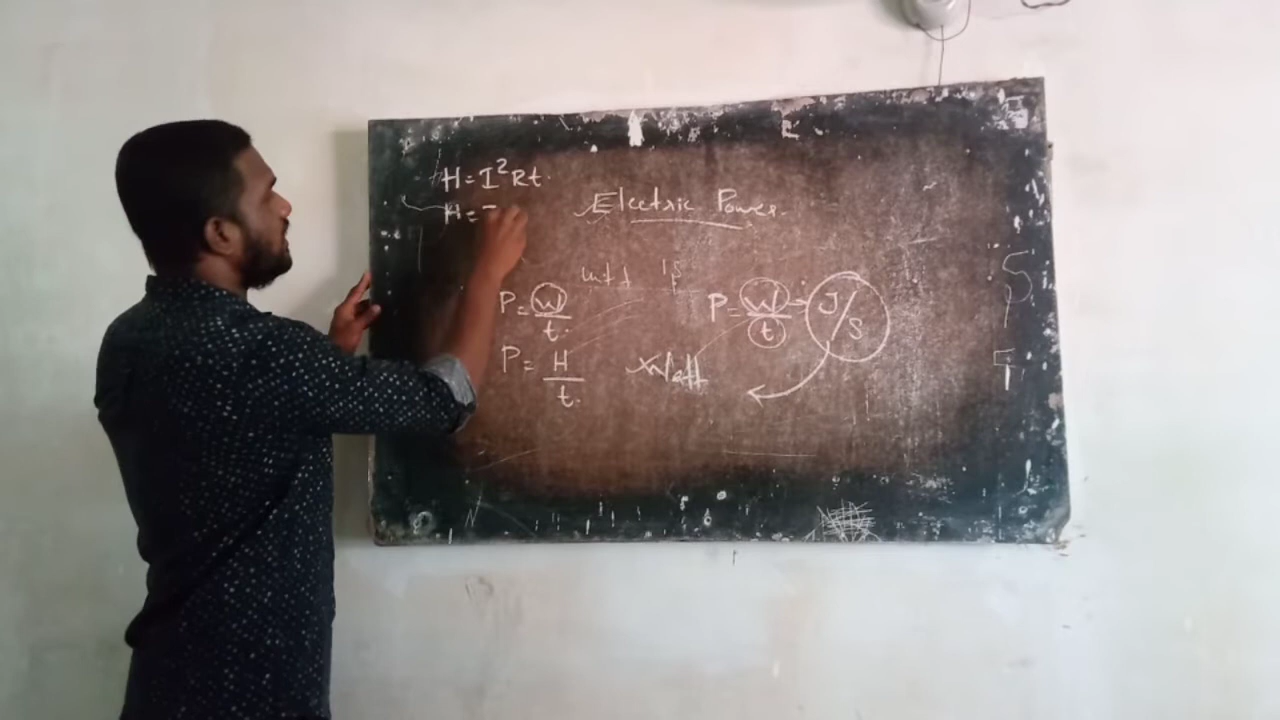 H = I²Rt.
H =
Electric Power.
P = W/t.
P = H/t.
P = W/t → J/S
Watt